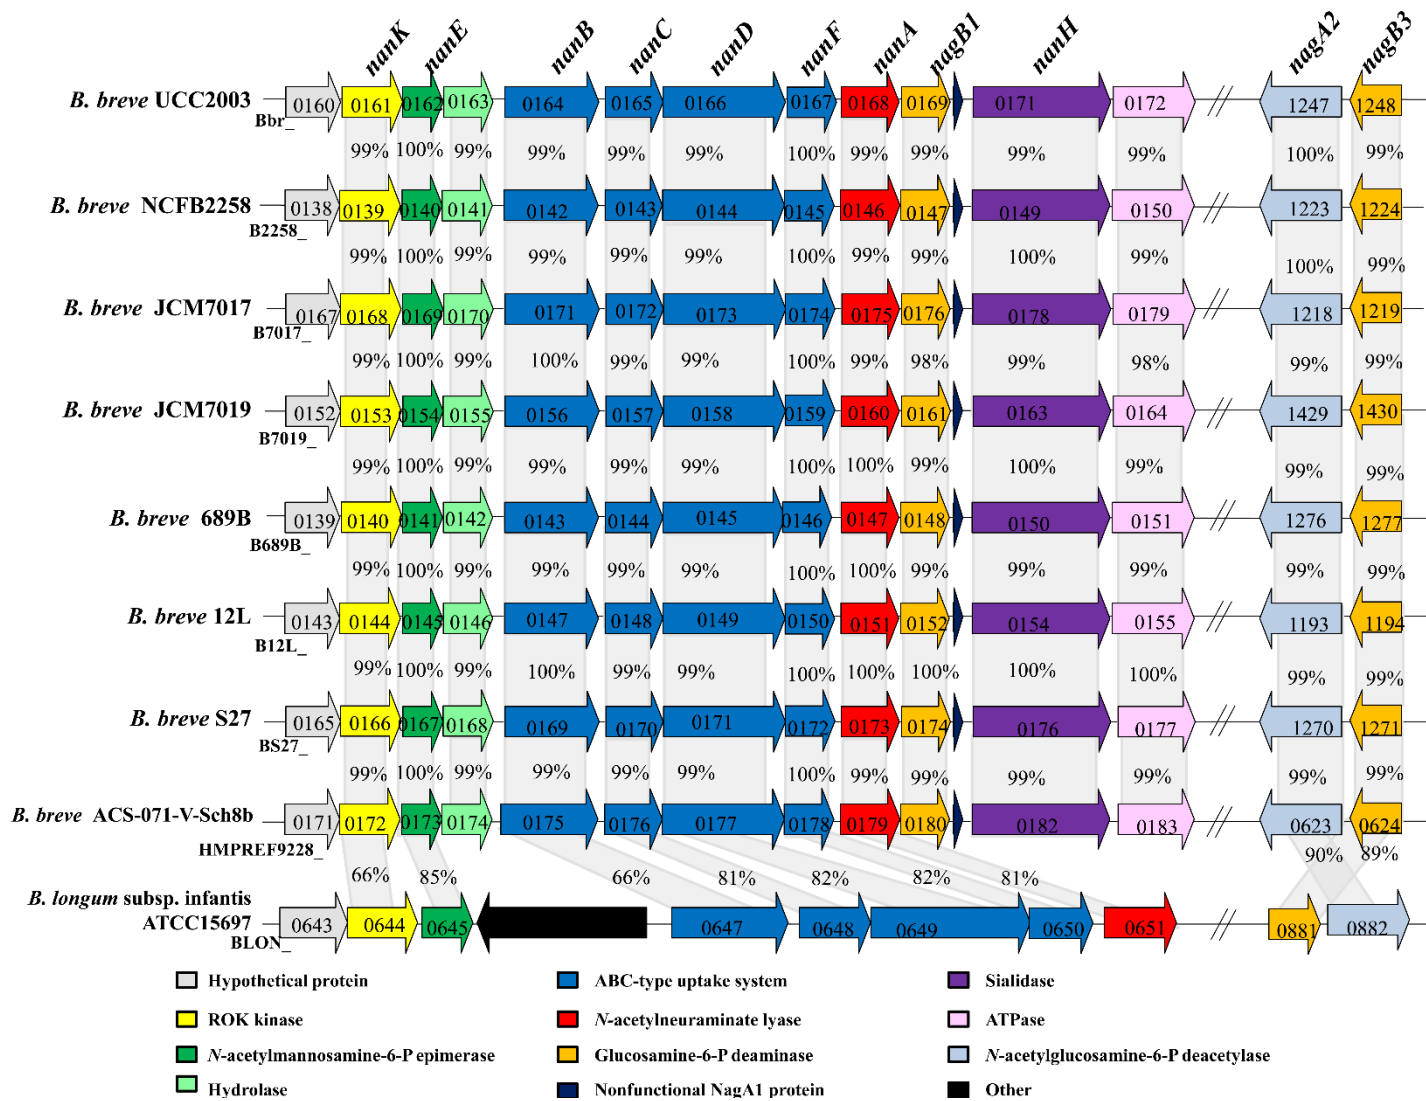 nanK nanE nanB nanC nanD nanF nanA nagB1 nanH nagA2 nagB3
B. breve UCC2003 0160 0161 0162 0163 0164 0165 0166 0167 0168 0169 0171 0172 1247 1248
Bbr_
99% 100% 99% 99% 99% 99% 100% 99% 99% 99% 99% 100% 99%
B. breve NCFB2258 0138 0139 0140 0141 0142 0143 0144 0145 0146 0147 0149 0150 1223 1224
B2258_
99% 100% 99% 99% 99% 99% 100% 99% 99% 100% 99% 100% 99%
B. breve JCM7017 0167 0168 0169 0170 0171 0172 0173 0174 0175 0176 0178 0179 1218 1219
B7017_
99% 100% 99% 100% 99% 99% 100% 99% 98% 99% 98% 99% 99%
B. breve JCM7019 0152 0153 0154 0155 0156 0157 0158 0159 0160 0161 0163 0164 1429 1430
B7019_
99% 100% 99% 99% 99% 99% 100% 100% 99% 100% 99% 99% 99%
B. breve 689B 0139 0140 0141 0142 0143 0144 0145 0146 0147 0148 0150 0151 1276 1277
B689B_
99% 100% 99% 99% 99% 99% 100% 100% 99% 99% 99% 99% 99%
B. breve 12L 0143 0144 0145 0146 0147 0148 0149 0150 0151 0152 0154 0155 1193 1194
B12L_
99% 100% 99% 100% 99% 99% 100% 100% 100% 100% 100% 99% 99%
B. breve S27 0165 0166 0167 0168 0169 0170 0171 0172 0173 0174 0176 0177 1270 1271
BS27_
99% 100% 99% 99% 99% 99% 100% 99% 99% 99% 99% 99% 99%
B. breve ACS-071-V-Sch8b 0171 0172 0173 0174 0175 0176 0177 0178 0179 0180 0182 0183 0623 0624
HMPREF9228_
66% 85% 66% 81% 82% 82% 81% 90% 89%
B. longum subsp. infantis
ATCC15697 0643 0644 0645 0647 0648 0649 0650 0651 0881 0882
BLON_
Hypothetical protein ABC-type uptake system Sialidase
ROK kinase N-acetylneuraminate lyase ATPase
N-acetylmannosamine-6-P epimerase Glucosamine-6-P deaminase N-acetylglucosamine-6-P deacetylase
Hydrolase Nonfunctional NagA1 protein Other